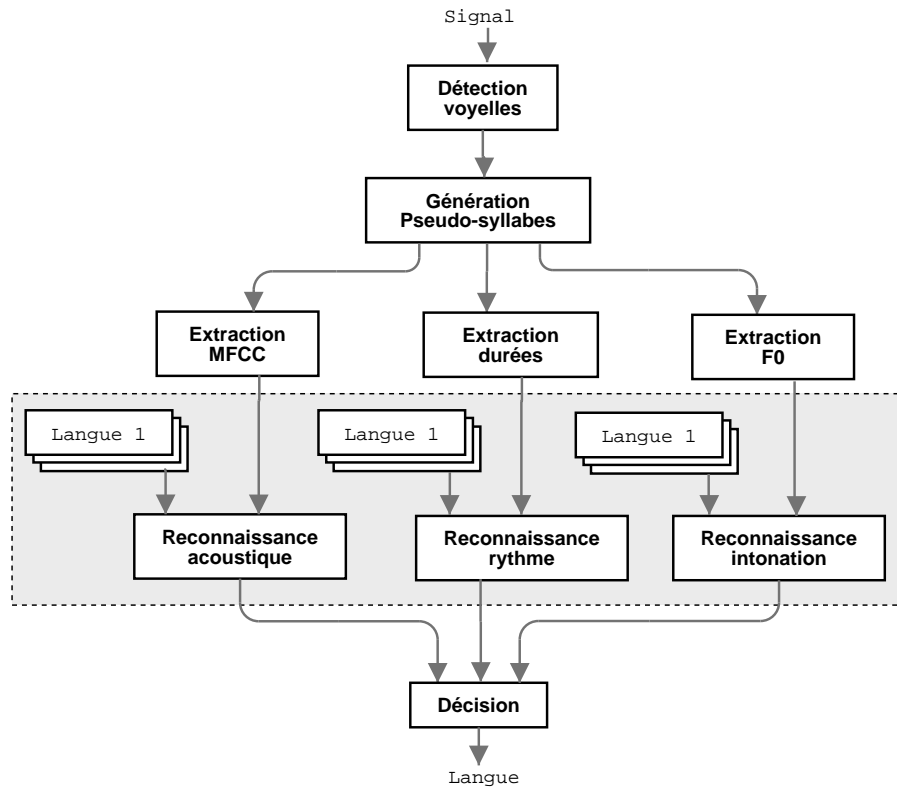 Signal
Détection
voyelles
Génération
Pseudo-syllabes
Extraction
MFCC
Extraction
durées
Extraction
F0
Langue 1
Langue 1
Langue 1
Reconnaissance
acoustique
Reconnaissance
rythme
Reconnaissance
intonation
Décision
Langue